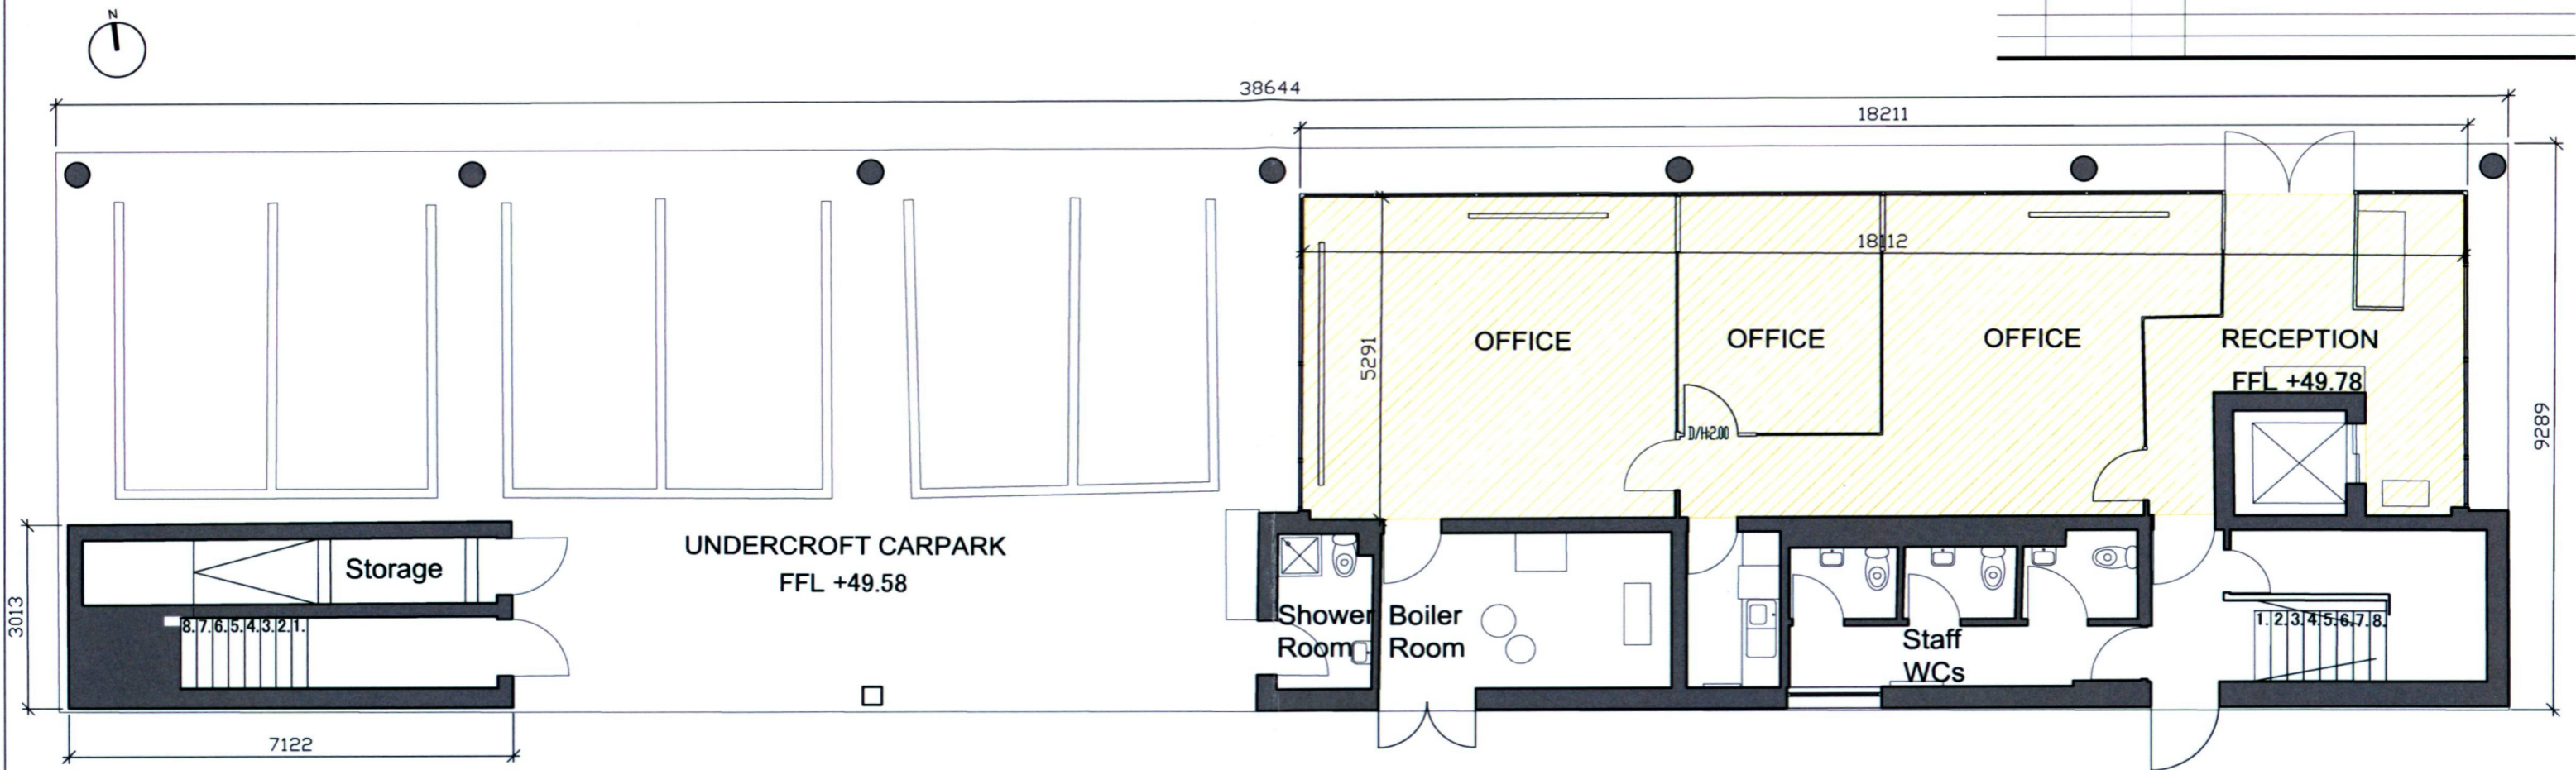 N
38644
18211
18112
OFFICE
OFFICE
OFFICE
RECEPTION
FFL +49.78
5291
D/H:2.00
9289
UNDERCROFT CARPARK
FFL +49.58
Storage
3013
8.7.6.5.4.3.2.1.
Shower
Room
Boiler
Room
Staff
WCs
1.2.3.4.5.6.7.8.
7122